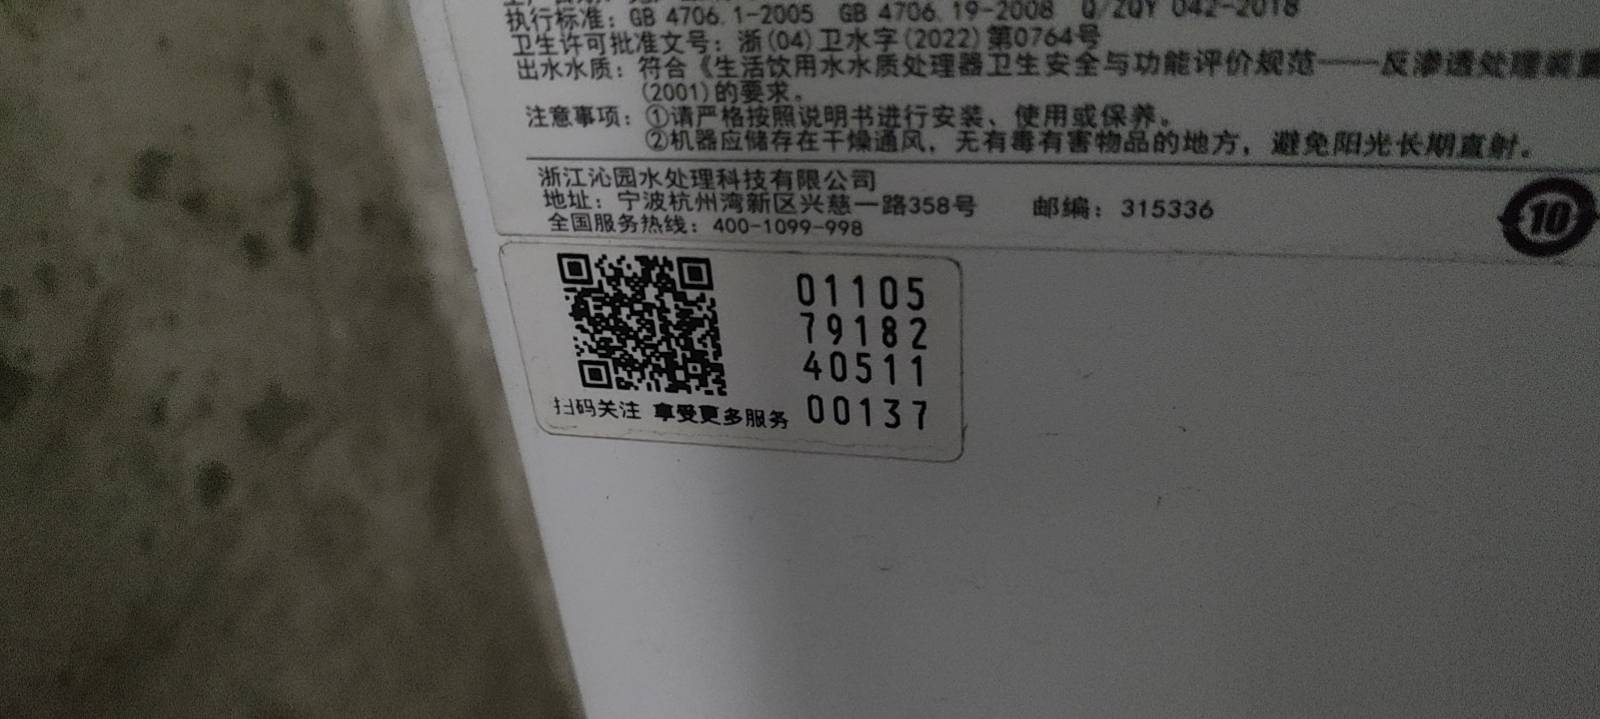 执行标准：GB 4706.1-2005 GB 4706.19-2008 Q/ZQY 042-2018
卫生许可批准文号：浙(04)卫水字(2022)第0764号
出水水质：符合《生活饮用水水质处理器卫生安全与功能评价规范——反渗透处理装置
(2001)的要求。
注意事项：①请严格按照说明书进行安装、使用或保养。
②机器应储存在干燥通风，无有毒有害物品的地方，避免阳光长期直射。
浙江沁园水处理科技有限公司
地址：宁波杭州湾新区兴慈一路358号 邮编：315336
全国服务热线：400-1099-998
10
01105
79182
40511
00137
扫码关注 享受更多服务